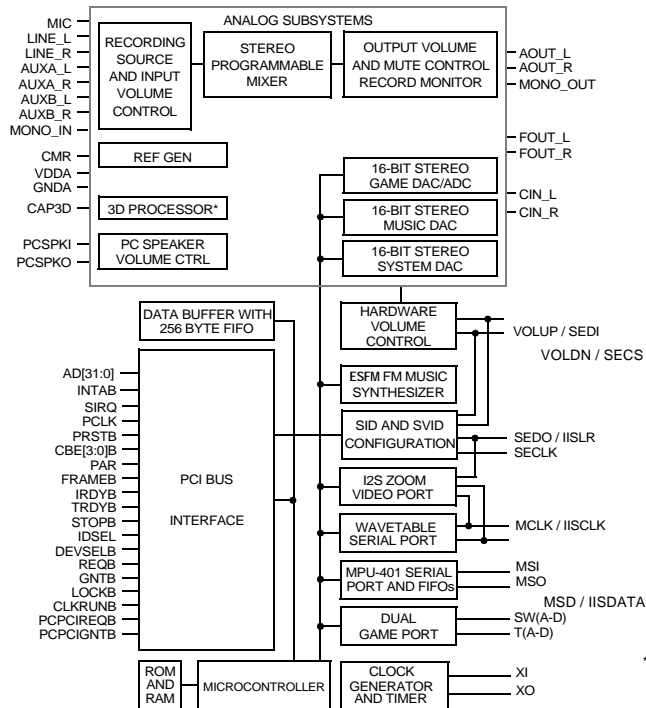 ANALOG SUBSYSTEMS
MIC
LINE_L
LINE_R
AUXA_L
AUXA_R
AUXB_L
AUXB_R
MONO_IN
CMR
VDDA
GNDA
CAP3D
PCSPKI
PCSPKO
RECORDING
SOURCE
AND INPUT
VOLUME
CONTROL
STEREO
PROGRAMMABLE
MIXER
OUTPUT VOLUME
AND MUTE CONTROL
RECORD MONITOR
AOUT_L
AOUT_R
MONO_OUT
FOUT_L
FOUT_R
CIN_L
CIN_R
REF GEN
3D PROCESSOR*
PC SPEAKER
VOLUME CTRL
16-BIT STEREO
GAME DAC/ADC
16-BIT STEREO
MUSIC DAC
16-BIT STEREO
SYSTEM DAC
DATA BUFFER WITH
256 BYTE FIFO
HARDWARE
VOLUME
CONTROL
VOLUP / SEDI
VOLDN / SECS
AD[31:0]
INTAB
SIRQ
PCLK
PRSTB
CBE[3:0]B
PAR
FRAMEB
IRDYB
TRDYB
STOPB
IDSEL
DEVSELB
REQB
GNTB
LOCKB
CLKRUNB
PCPCIREQB
PCPCIGNTB
PCI BUS
INTERFACE
ESFM FM MUSIC
SYNTHESIZER
SID AND SVID
CONFIGURATION
SEDO / IISLR
SECLK
I2S ZOOM
VIDEO PORT
WAVETABLE
SERIAL PORT
MCLK / IISCLK
MPU-401 SERIAL
PORT AND FIFOs
MSI
MSO
MSD / IISDATA
DUAL
GAME PORT
SW(A-D)
T(A-D)
ROM
AND
RAM
MICROCONTROLLER
CLOCK
GENERATOR
AND TIMER
XI
XO
*